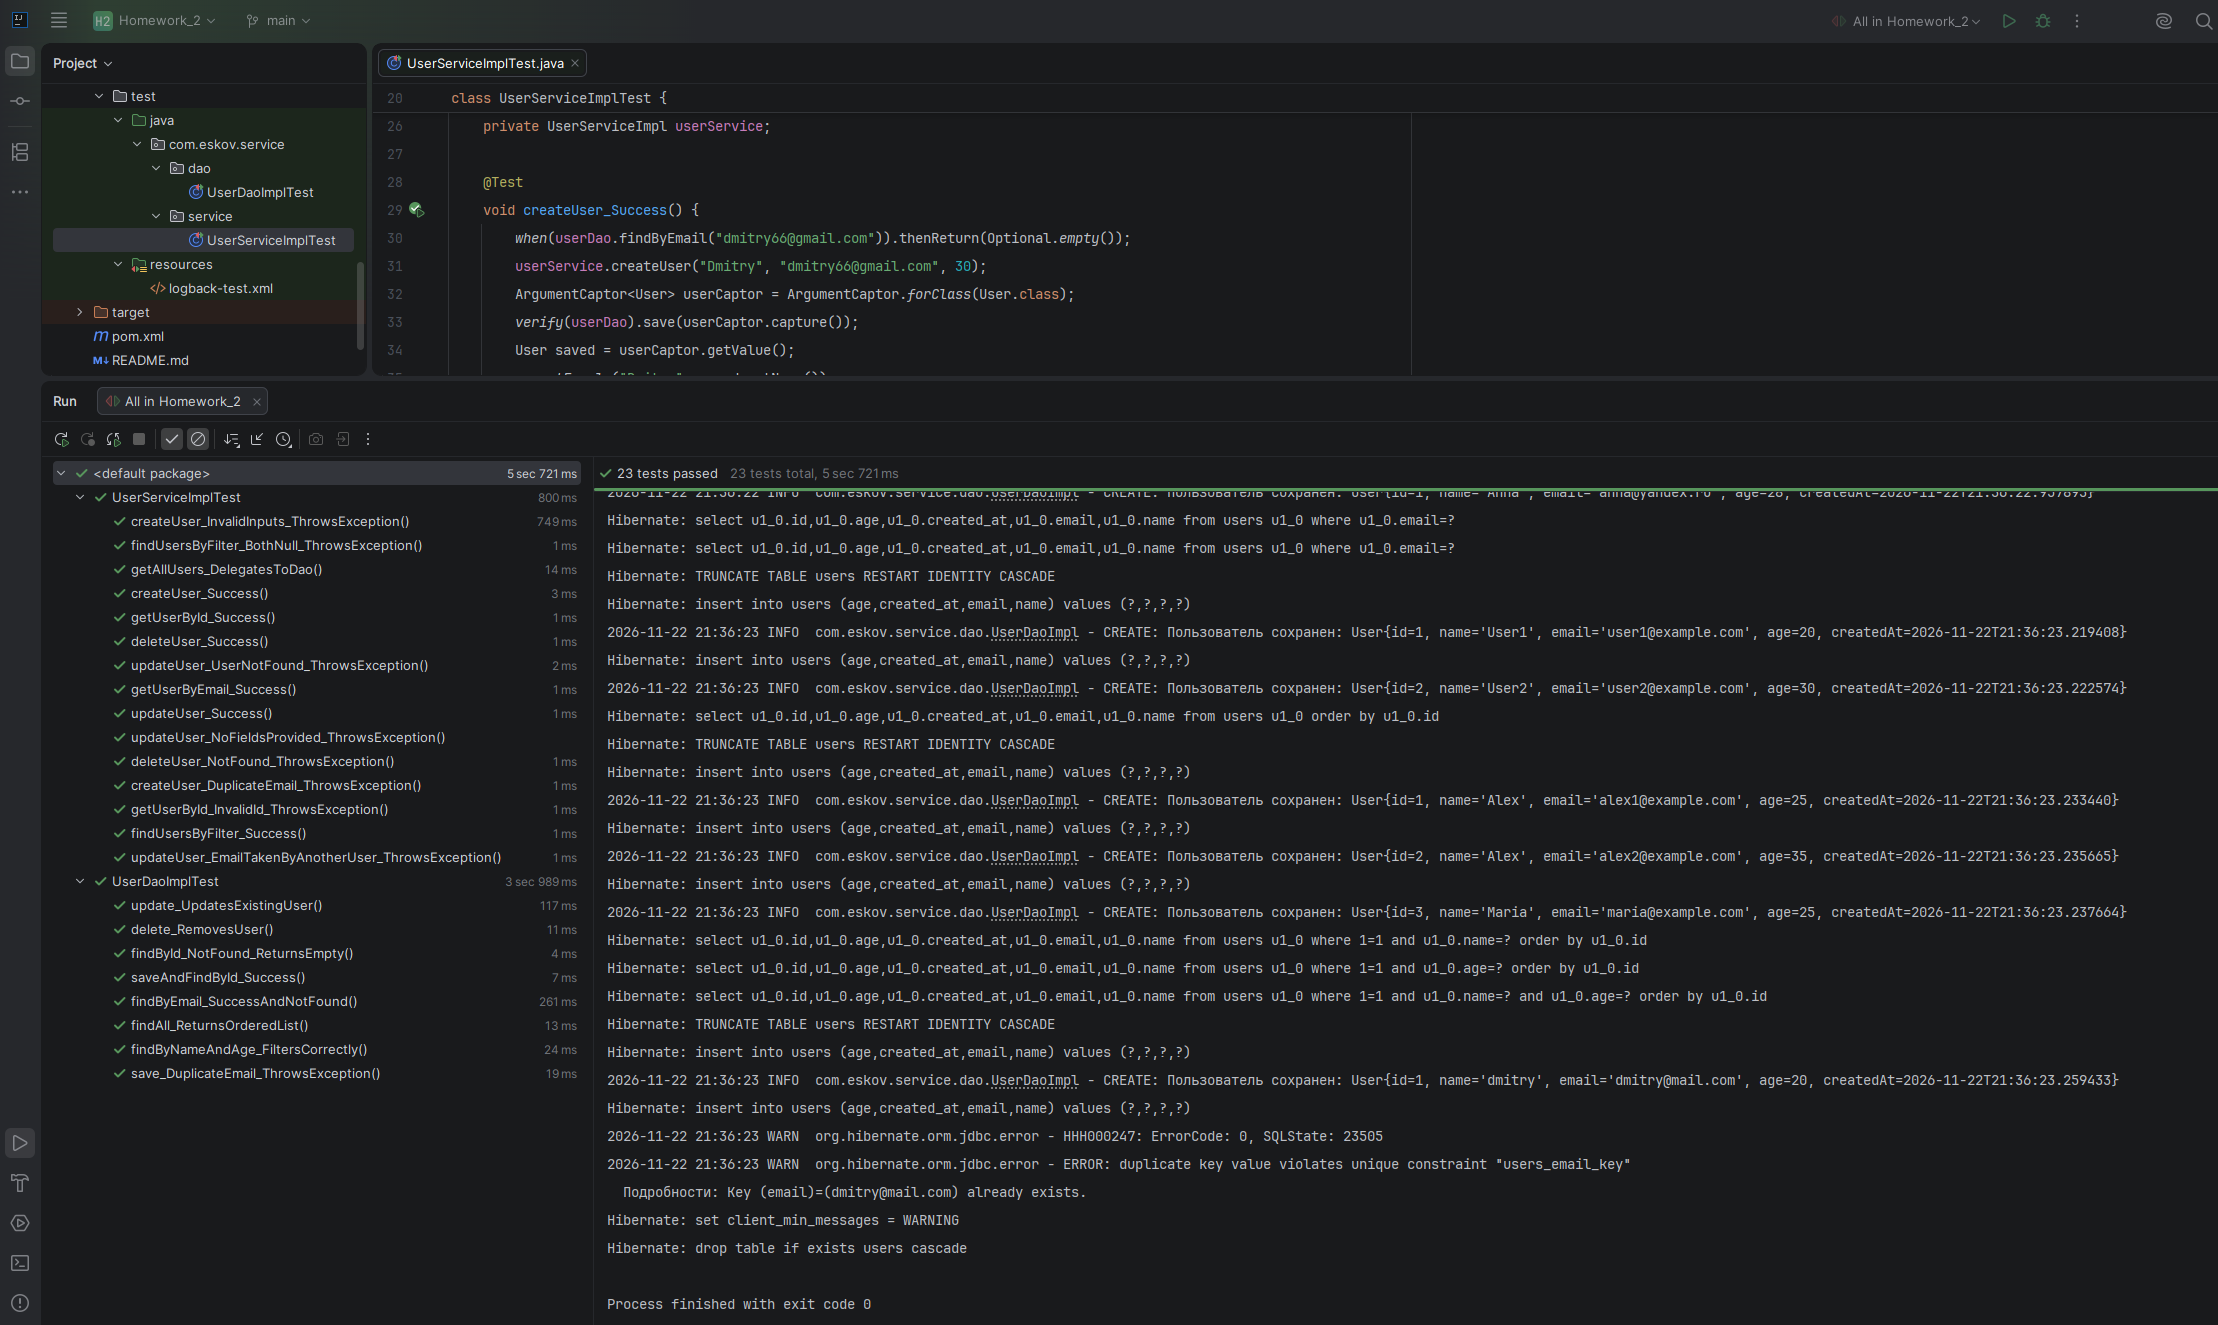 H2 Homework_2
main
All in Homework_2
Project
test
java
com.eskov.service
dao
UserDaoImplTest
service
UserServiceImplTest
resources
logback-test.xml
target
pom.xml
README.md
UserServiceImplTest.java
20 class UserServiceImplTest {
26 private UserServiceImpl userService;
27
28 @Test
29 void createUser_Success() {
30 when(userDao.findByEmail("dmitry66@gmail.com")).thenReturn(Optional.empty());
31 userService.createUser("Dmitry", "dmitry66@gmail.com", 30);
32 ArgumentCaptor<User> userCaptor = ArgumentCaptor.forClass(User.class);
33 verify(userDao).save(userCaptor.capture());
34 User saved = userCaptor.getValue();
Run
All in Homework_2
<default package> 5 sec 721 ms
UserServiceImplTest 800 ms
createUser_InvalidInputs_ThrowsException() 749 ms
findUsersByFilter_BothNull_ThrowsException() 1 ms
getAllUsers_DelegatesToDao() 14 ms
createUser_Success() 3 ms
getUserById_Success() 1 ms
deleteUser_Success() 1 ms
updateUser_UserNotFound_ThrowsException() 2 ms
getUserByEmail_Success() 1 ms
updateUser_Success() 1 ms
updateUser_NoFieldsProvided_ThrowsException()
deleteUser_NotFound_ThrowsException() 1 ms
createUser_DuplicateEmail_ThrowsException() 1 ms
getUserById_InvalidId_ThrowsException() 1 ms
findUsersByFilter_Success() 1 ms
updateUser_EmailTakenByAnotherUser_ThrowsException() 1 ms
UserDaoImplTest 3 sec 989 ms
update_UpdatesExistingUser() 117 ms
delete_RemovesUser() 11 ms
findById_NotFound_ReturnsEmpty() 4 ms
saveAndFindById_Success() 7 ms
findByEmail_SuccessAndNotFound() 261 ms
findAll_ReturnsOrderedList() 13 ms
findByNameAndAge_FiltersCorrectly() 24 ms
save_DuplicateEmail_ThrowsException() 19 ms
23 tests passed 23 tests total, 5 sec 721 ms
2026-11-22 21:36:22 INFO com.eskov.service.dao.UserDaoImpl - CREATE: Пользователь сохранен: User{id=1, name='Anna', email='anna@yandex.ru', age=28, createdAt=2026-11-22T21:36:22.957895}
Hibernate: select u1_0.id,u1_0.age,u1_0.created_at,u1_0.email,u1_0.name from users u1_0 where u1_0.email=?
Hibernate: select u1_0.id,u1_0.age,u1_0.created_at,u1_0.email,u1_0.name from users u1_0 where u1_0.email=?
Hibernate: TRUNCATE TABLE users RESTART IDENTITY CASCADE
Hibernate: insert into users (age,created_at,email,name) values (?,?,?,?)
2026-11-22 21:36:23 INFO com.eskov.service.dao.UserDaoImpl - CREATE: Пользователь сохранен: User{id=1, name='User1', email='user1@example.com', age=20, createdAt=2026-11-22T21:36:23.219408}
Hibernate: insert into users (age,created_at,email,name) values (?,?,?,?)
2026-11-22 21:36:23 INFO com.eskov.service.dao.UserDaoImpl - CREATE: Пользователь сохранен: User{id=2, name='User2', email='user2@example.com', age=30, createdAt=2026-11-22T21:36:23.222574}
Hibernate: select u1_0.id,u1_0.age,u1_0.created_at,u1_0.email,u1_0.name from users u1_0 order by u1_0.id
Hibernate: TRUNCATE TABLE users RESTART IDENTITY CASCADE
Hibernate: insert into users (age,created_at,email,name) values (?,?,?,?)
2026-11-22 21:36:23 INFO com.eskov.service.dao.UserDaoImpl - CREATE: Пользователь сохранен: User{id=1, name='Alex', email='alex1@example.com', age=25, createdAt=2026-11-22T21:36:23.233440}
Hibernate: insert into users (age,created_at,email,name) values (?,?,?,?)
2026-11-22 21:36:23 INFO com.eskov.service.dao.UserDaoImpl - CREATE: Пользователь сохранен: User{id=2, name='Alex', email='alex2@example.com', age=35, createdAt=2026-11-22T21:36:23.235665}
Hibernate: insert into users (age,created_at,email,name) values (?,?,?,?)
2026-11-22 21:36:23 INFO com.eskov.service.dao.UserDaoImpl - CREATE: Пользователь сохранен: User{id=3, name='Maria', email='maria@example.com', age=25, createdAt=2026-11-22T21:36:23.237664}
Hibernate: select u1_0.id,u1_0.age,u1_0.created_at,u1_0.email,u1_0.name from users u1_0 where 1=1 and u1_0.name=? order by u1_0.id
Hibernate: select u1_0.id,u1_0.age,u1_0.created_at,u1_0.email,u1_0.name from users u1_0 where 1=1 and u1_0.age=? order by u1_0.id
Hibernate: select u1_0.id,u1_0.age,u1_0.created_at,u1_0.email,u1_0.name from users u1_0 where 1=1 and u1_0.name=? and u1_0.age=? order by u1_0.id
Hibernate: TRUNCATE TABLE users RESTART IDENTITY CASCADE
Hibernate: insert into users (age,created_at,email,name) values (?,?,?,?)
2026-11-22 21:36:23 INFO com.eskov.service.dao.UserDaoImpl - CREATE: Пользователь сохранен: User{id=1, name='dmitry', email='dmitry@mail.com', age=20, createdAt=2026-11-22T21:36:23.259433}
Hibernate: insert into users (age,created_at,email,name) values (?,?,?,?)
2026-11-22 21:36:23 WARN org.hibernate.orm.jdbc.error - HHH000247: ErrorCode: 0, SQLState: 23505
2026-11-22 21:36:23 WARN org.hibernate.orm.jdbc.error - ERROR: duplicate key value violates unique constraint "users_email_key"
Подробности: Key (email)=(dmitry@mail.com) already exists.
Hibernate: set client_min_messages = WARNING
Hibernate: drop table if exists users cascade
Process finished with exit code 0